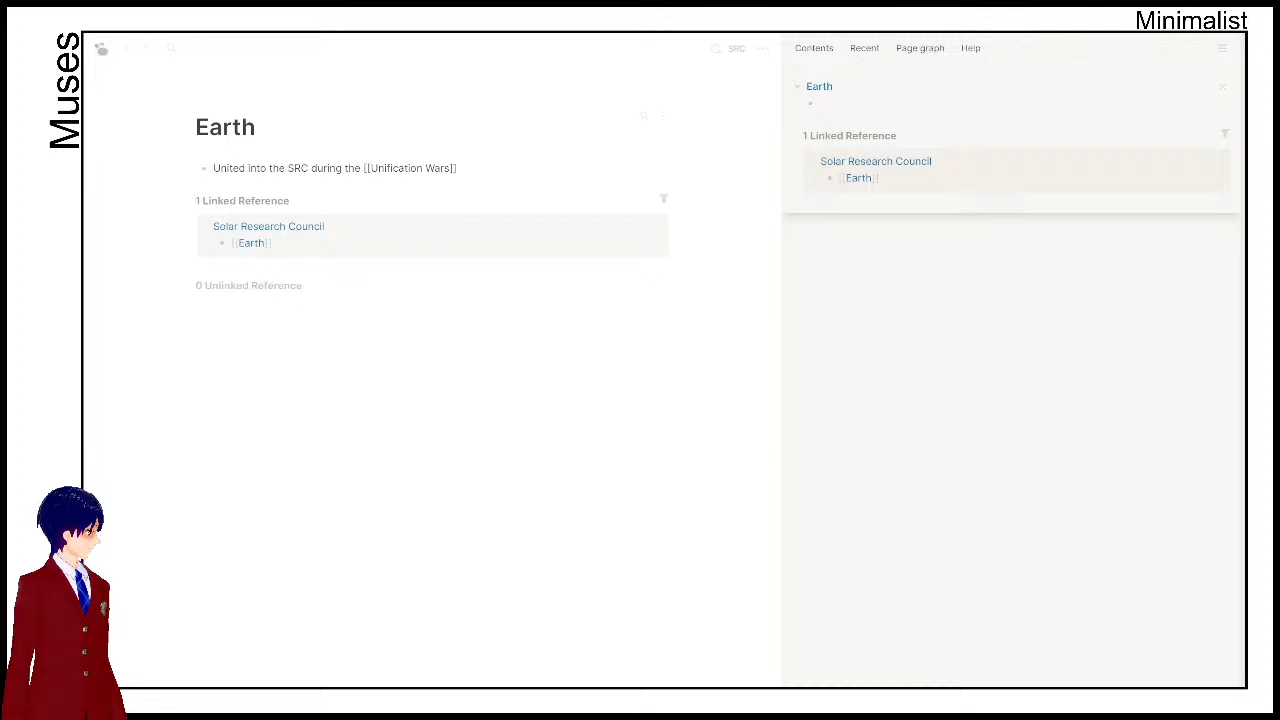 Minimalist
Muses
SRC
Contents Recent Page graph Help
Earth
United into the SRC during the [[Unification Wars]]
1 Linked Reference
Solar Research Council
[[Earth]]
0 Unlinked Reference
Earth
1 Linked Reference
Solar Research Council
[[Earth]]